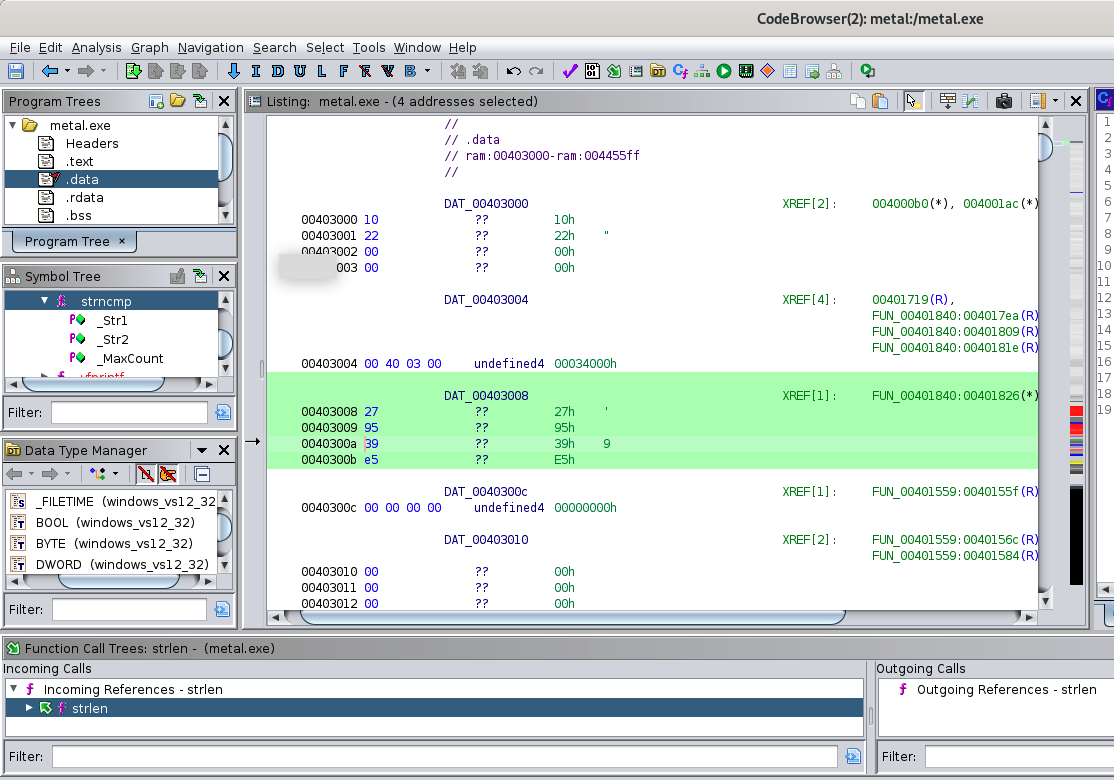 CodeBrowser(2): metal:/metal.exe
File Edit Analysis Graph Navigation Search Select Tools Window Help
I D U L F R V B
Program Trees
metal.exe
Headers
.text
.data
.rdata
.bss
Program Tree ×
Symbol Tree
f strncmp
P _Str1
P _Str2
P _MaxCount
Filter:
Data Type Manager
_FILETIME (windows_vs12_32
BOOL (windows_vs12_32)
BYTE (windows_vs12_32)
DWORD (windows_vs12_32)
Filter:
Listing: metal.exe - (4 addresses selected)
//
// .data
// ram:00403000-ram:004455ff
//
DAT_00403000 XREF[2]: 004000b0(*), 004001ac(*)
00403000 10 ?? 10h
00403001 22 ?? 22h "
00403002 00 ?? 00h
003 00 ?? 00h
DAT_00403004 XREF[4]: 00401719(R),
FUN_00401840:004017ea(R)
FUN_00401840:00401809(R)
FUN_00401840:0040181e(R)
00403004 00 40 03 00 undefined4 00034000h
DAT_00403008 XREF[1]: FUN_00401840:00401826(*)
00403008 27 ?? 27h '
00403009 95 ?? 95h
0040300a 39 ?? 39h 9
0040300b e5 ?? E5h
DAT_0040300c XREF[1]: FUN_00401559:0040155f(R)
0040300c 00 00 00 00 undefined4 00000000h
DAT_00403010 XREF[2]: FUN_00401559:0040156c(R)
FUN_00401559:00401584(R)
00403010 00 ?? 00h
00403011 00 ?? 00h
00403012 00 ?? 00h
1
2
3
4
5
6
7
8
9
10
11
12
13
14
15
16
17
18
19
Function Call Trees: strlen - (metal.exe)
Incoming Calls
f Incoming References - strlen
f strlen
Filter:
Outgoing Calls
f Outgoing References - strlen
Filter: